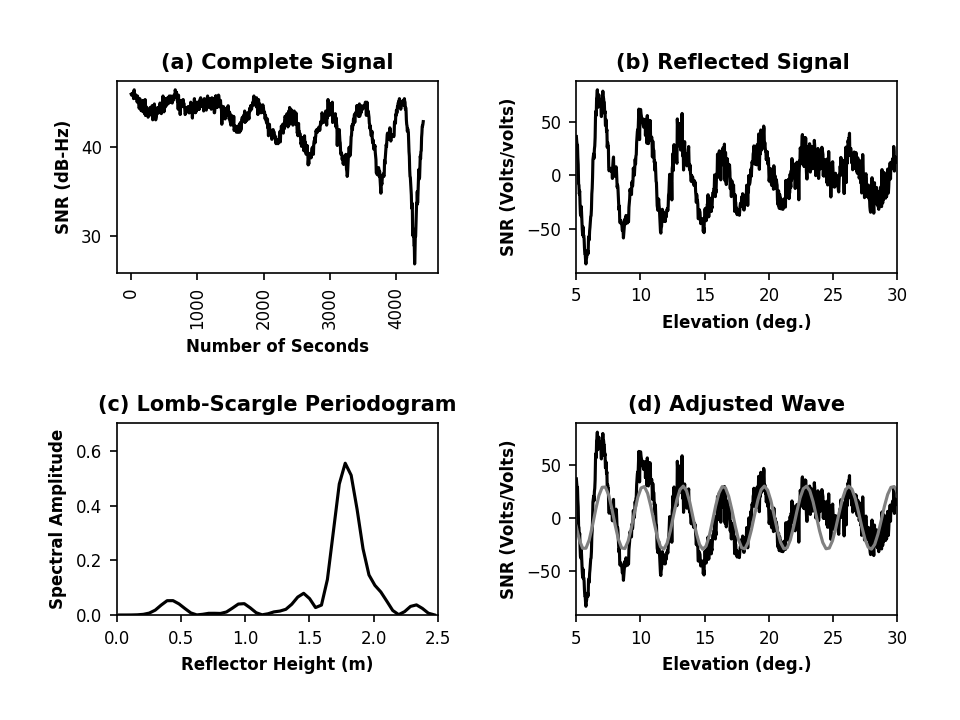 (a) Complete Signal
SNR (dB-Hz)
40
30
0
1000
2000
3000
4000
Number of Seconds
(b) Reflected Signal
SNR (Volts/volts)
50
0
−50
5 10 15 20 25 30
Elevation (deg.)
(c) Lomb-Scargle Periodogram
Spectral Amplitude
0.6
0.4
0.2
0.0
0.0 0.5 1.0 1.5 2.0 2.5
Reflector Height (m)
(d) Adjusted Wave
SNR (Volts/Volts)
50
0
−50
5 10 15 20 25 30
Elevation (deg.)